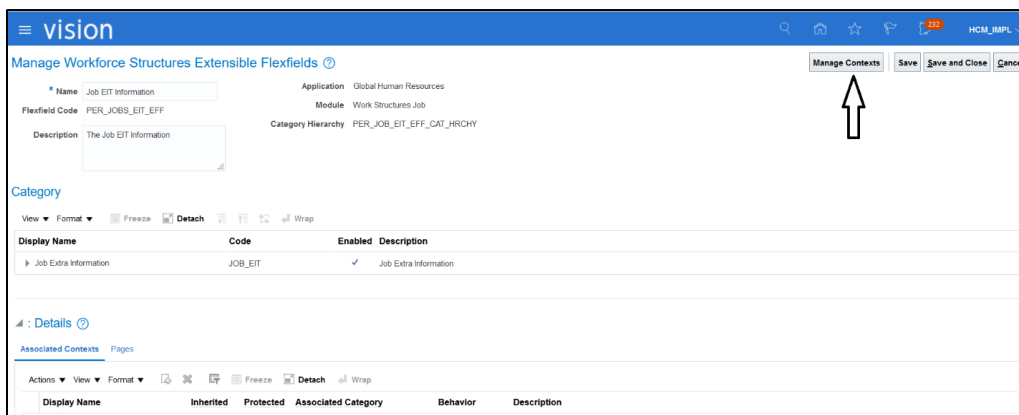 vision
232
HCM_IMPL
Manage Workforce Structures Extensible Flexfields
Manage Contexts Save Save and Close Cance
* Name Job EIT Information
Flexfield Code PER_JOBS_EIT_EFF
Description The Job EIT Information
Application Global Human Resources
Module Work Structures Job
Category Hierarchy PER_JOB_EIT_EFF_CAT_HRCHY
Category
View Format Freeze Detach Wrap
Display Name Code Enabled Description
Job Extra Information JOB_EIT Job Extra Information
: Details
Associated Contexts Pages
Actions View Format Freeze Detach Wrap
Display Name Inherited Protected Associated Category Behavior Description